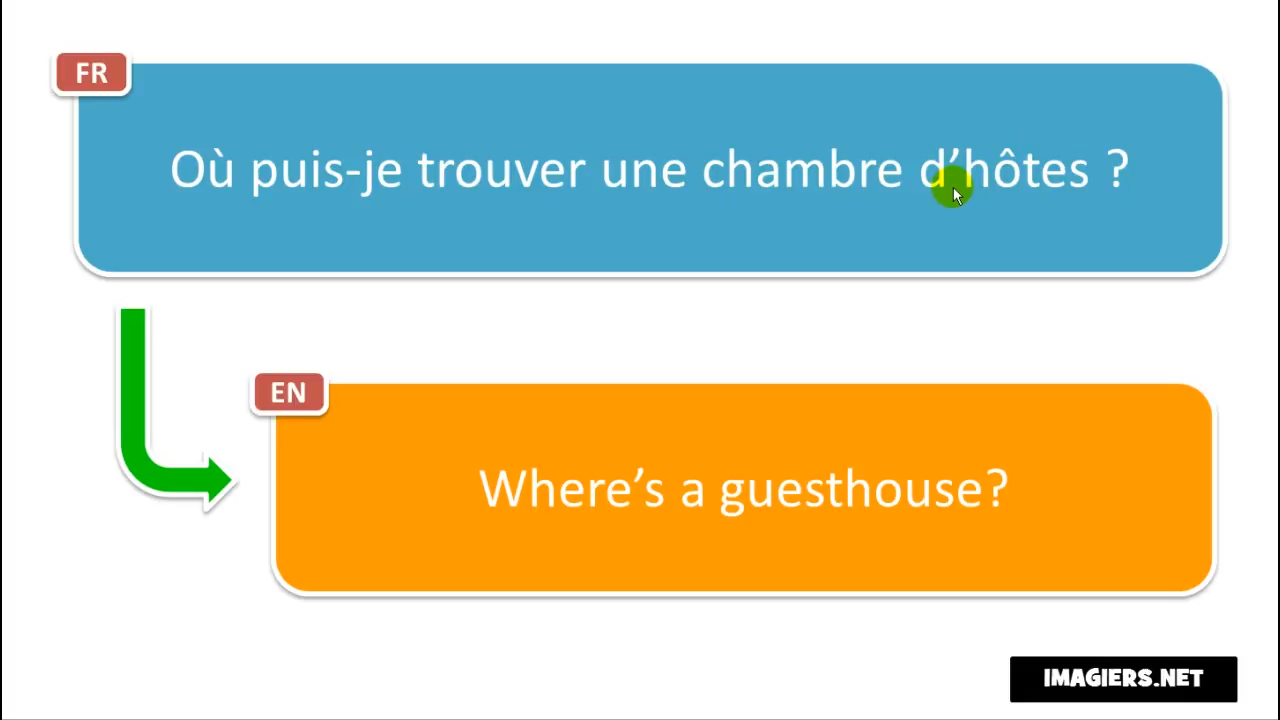 FR
Où puis-je trouver une chambre d’hôtes ?
EN
Where’s a guesthouse?
IMAGIERS.NET